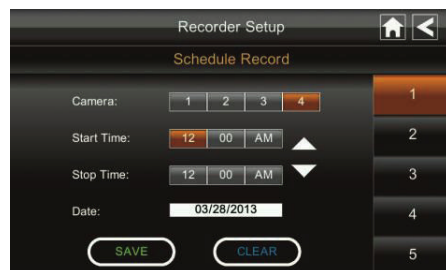 Recorder Setup
Schedule Record
Camera: 1 2 3 4
Start Time: 12 00 AM
Stop Time: 12 00 AM
Date: 03/28/2013
SAVE CLEAR
1
2
3
4
5